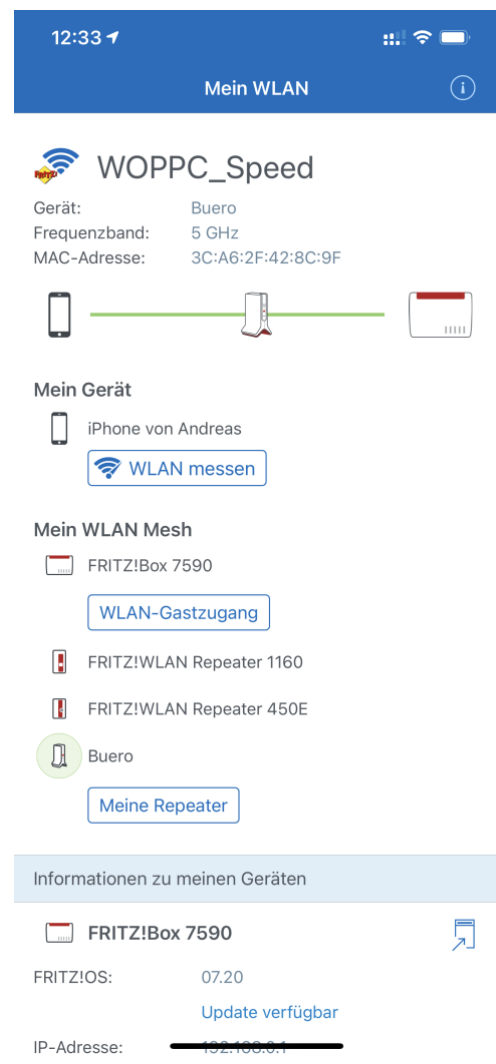 12:33
Mein WLAN
FRITZ!
WOPPC_Speed
Gerät: Buero
Frequenzband: 5 GHz
MAC-Adresse: 3C:A6:2F:42:8C:9F
Mein Gerät
iPhone von Andreas
WLAN messen
Mein WLAN Mesh
FRITZ!Box 7590
WLAN-Gastzugang
FRITZ!WLAN Repeater 1160
FRITZ!WLAN Repeater 450E
Buero
Meine Repeater
Informationen zu meinen Geräten
FRITZ!Box 7590
FRITZ!OS: 07.20
Update verfügbar
IP-Adresse: